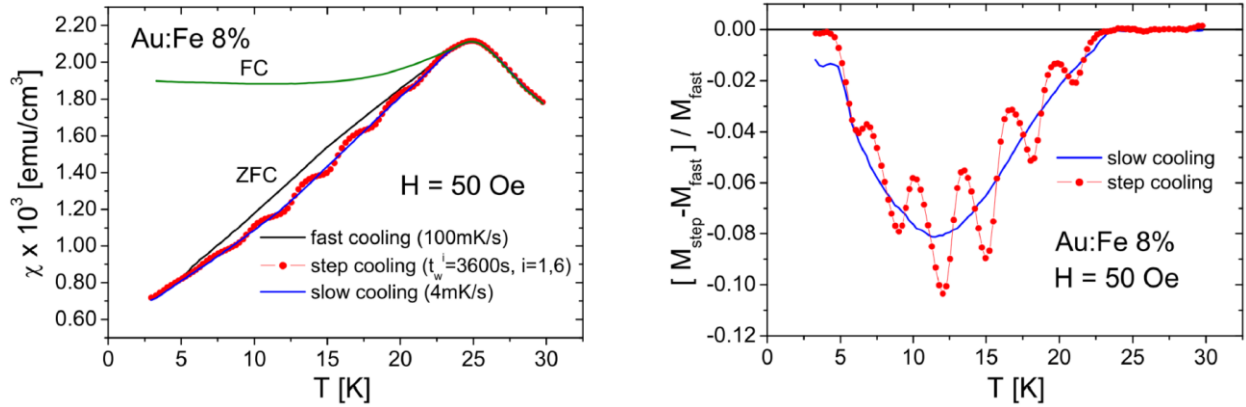 Au:Fe 8%
FC
ZFC
H = 50 Oe
fast cooling (100mK/s)
step cooling (t_w^i=3600s, i=1,6)
slow cooling (4mK/s)
χ x 10^3 [emu/cm^3]
2.20
2.00
1.80
1.60
1.40
1.20
1.00
0.80
0.60
0 5 10 15 20 25 30
T [K]
[ M_step-M_fast] / M_fast
0.00
-0.02
-0.04
-0.06
-0.08
-0.10
-0.12
slow cooling
step cooling
Au:Fe 8%
H = 50 Oe
0 5 10 15 20 25 30
T [K]